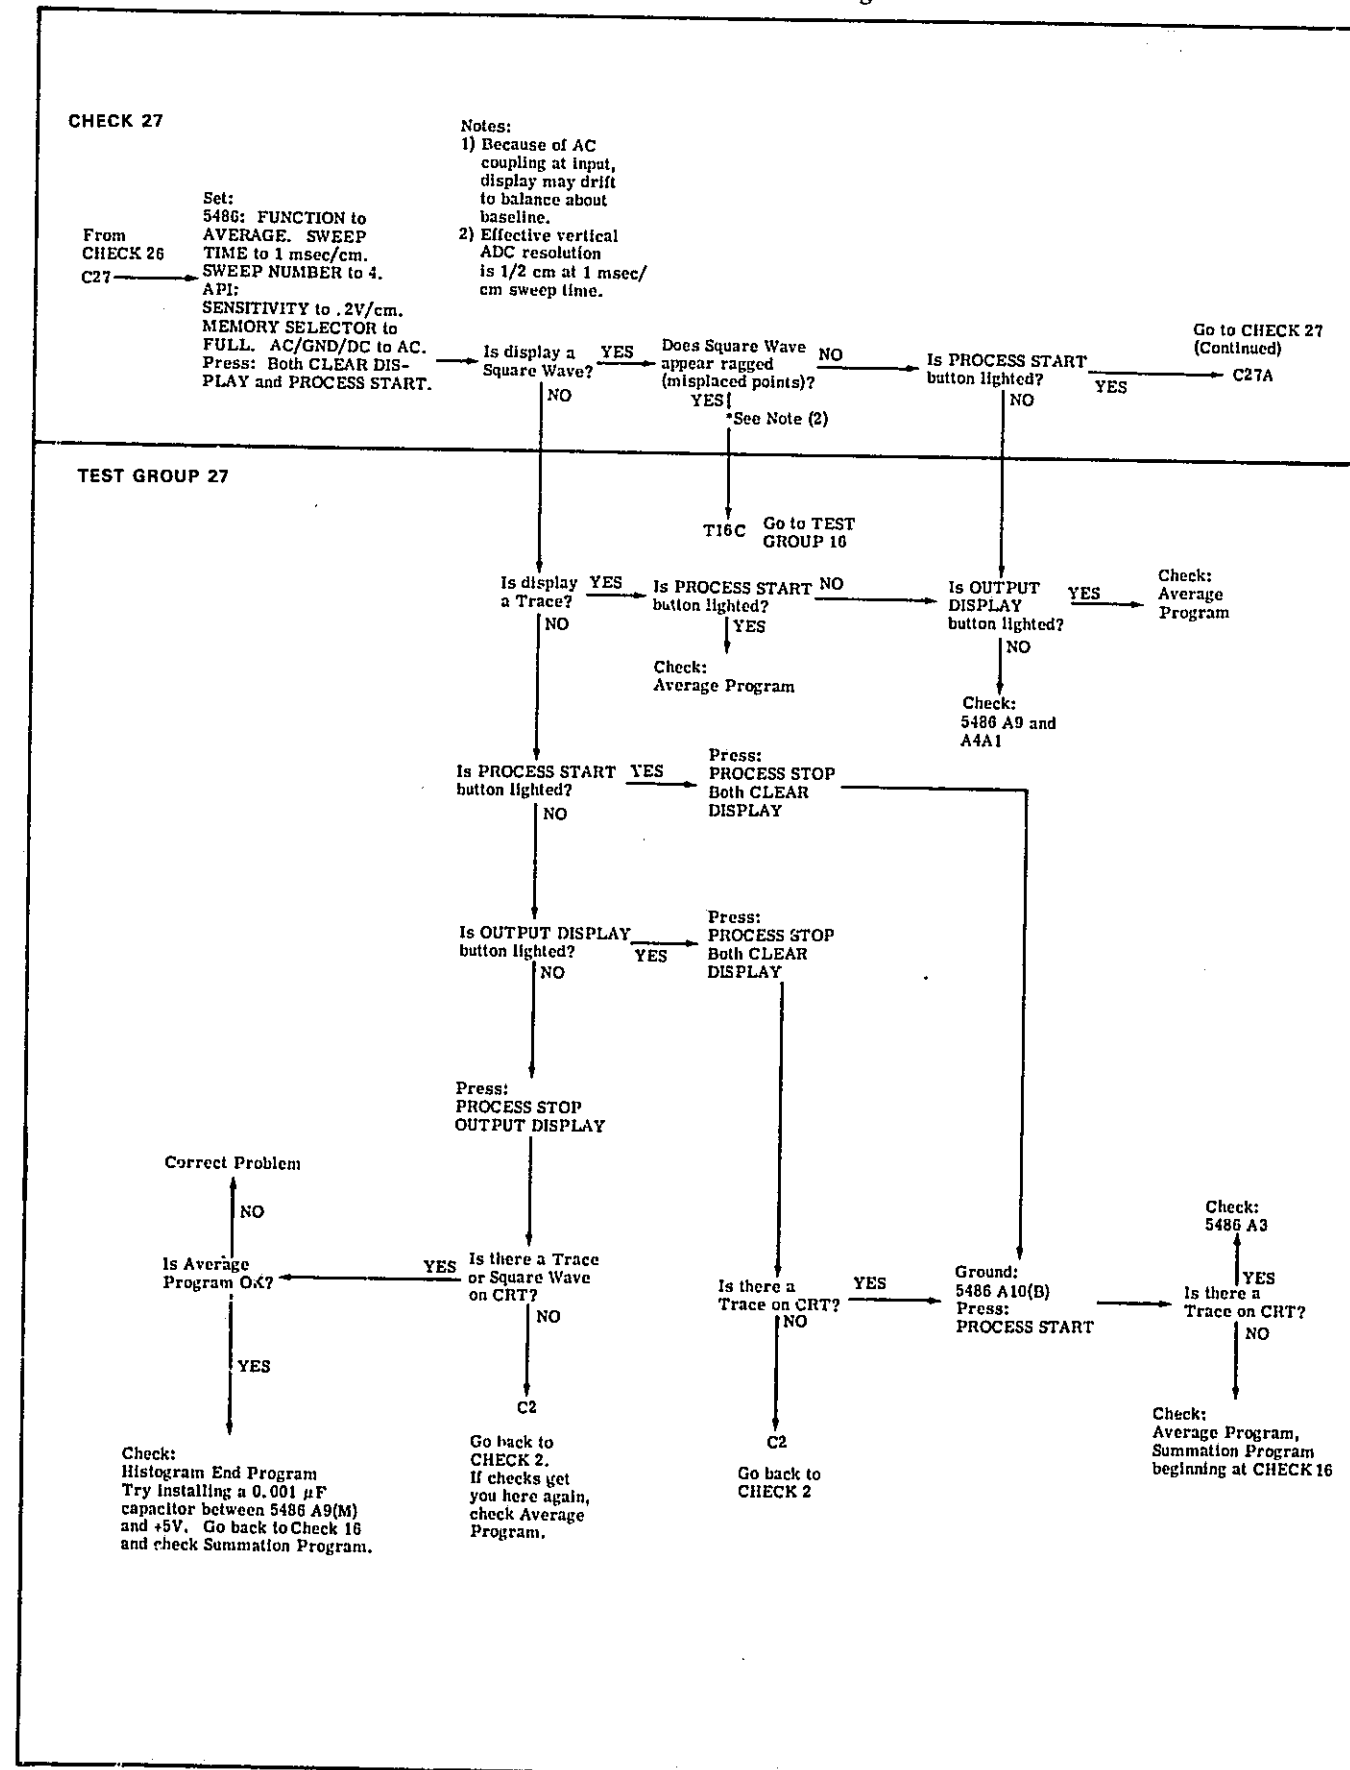 CHECK 27
From
CHECK 26
C27
Set:
5486: FUNCTION to
AVERAGE. SWEEP
TIME to 1 msec/cm.
SWEEP NUMBER to 4.
API:
SENSITIVITY to .2V/cm.
MEMORY SELECTOR to
FULL. AC/GND/DC to AC.
Press: Both CLEAR DIS-
PLAY and PROCESS START.
Notes:
1) Because of AC
coupling at input,
display may drift
to balance about
baseline.
2) Effective vertical
ADC resolution
is 1/2 cm at 1 msec/
cm sweep time.
Is display a
Square Wave?
YES
NO
Does Square Wave
appear ragged
(misplaced points)?
NO
YES
*See Note (2)
Is PROCESS START
button lighted?
YES
NO
Go to CHECK 27
(Continued)
C27A
TEST GROUP 27
T16C
Go to TEST
GROUP 16
Is display
a Trace?
YES
NO
Is PROCESS START
button lighted?
NO
YES
Check:
Average Program
Is OUTPUT
DISPLAY
button lighted?
YES
NO
Check:
Average
Program
Check:
5486 A9 and
A4A1
Is PROCESS START
button lighted?
YES
NO
Press:
PROCESS STOP
Both CLEAR
DISPLAY
Is OUTPUT DISPLAY
button lighted?
YES
NO
Press:
PROCESS STOP
Both CLEAR
DISPLAY
Press:
PROCESS STOP
OUTPUT DISPLAY
Correct Problem
NO
Is Average
Program OK?
YES
YES
Is there a Trace
or Square Wave
on CRT?
NO
Is there a
Trace on CRT?
YES
NO
Ground:
5486 A10(B)
Press:
PROCESS START
Check:
5486 A3
YES
Is there a
Trace on CRT?
NO
Check:
Histogram End Program
Try installing a 0.001 μF
capacitor between 5486 A9(M)
and +5V. Go back to Check 16
and check Summation Program.
C2
Go back to
CHECK 2.
If checks get
you here again,
check Average
Program.
C2
Go back to
CHECK 2
Check:
Average Program,
Summation Program
beginning at CHECK 16